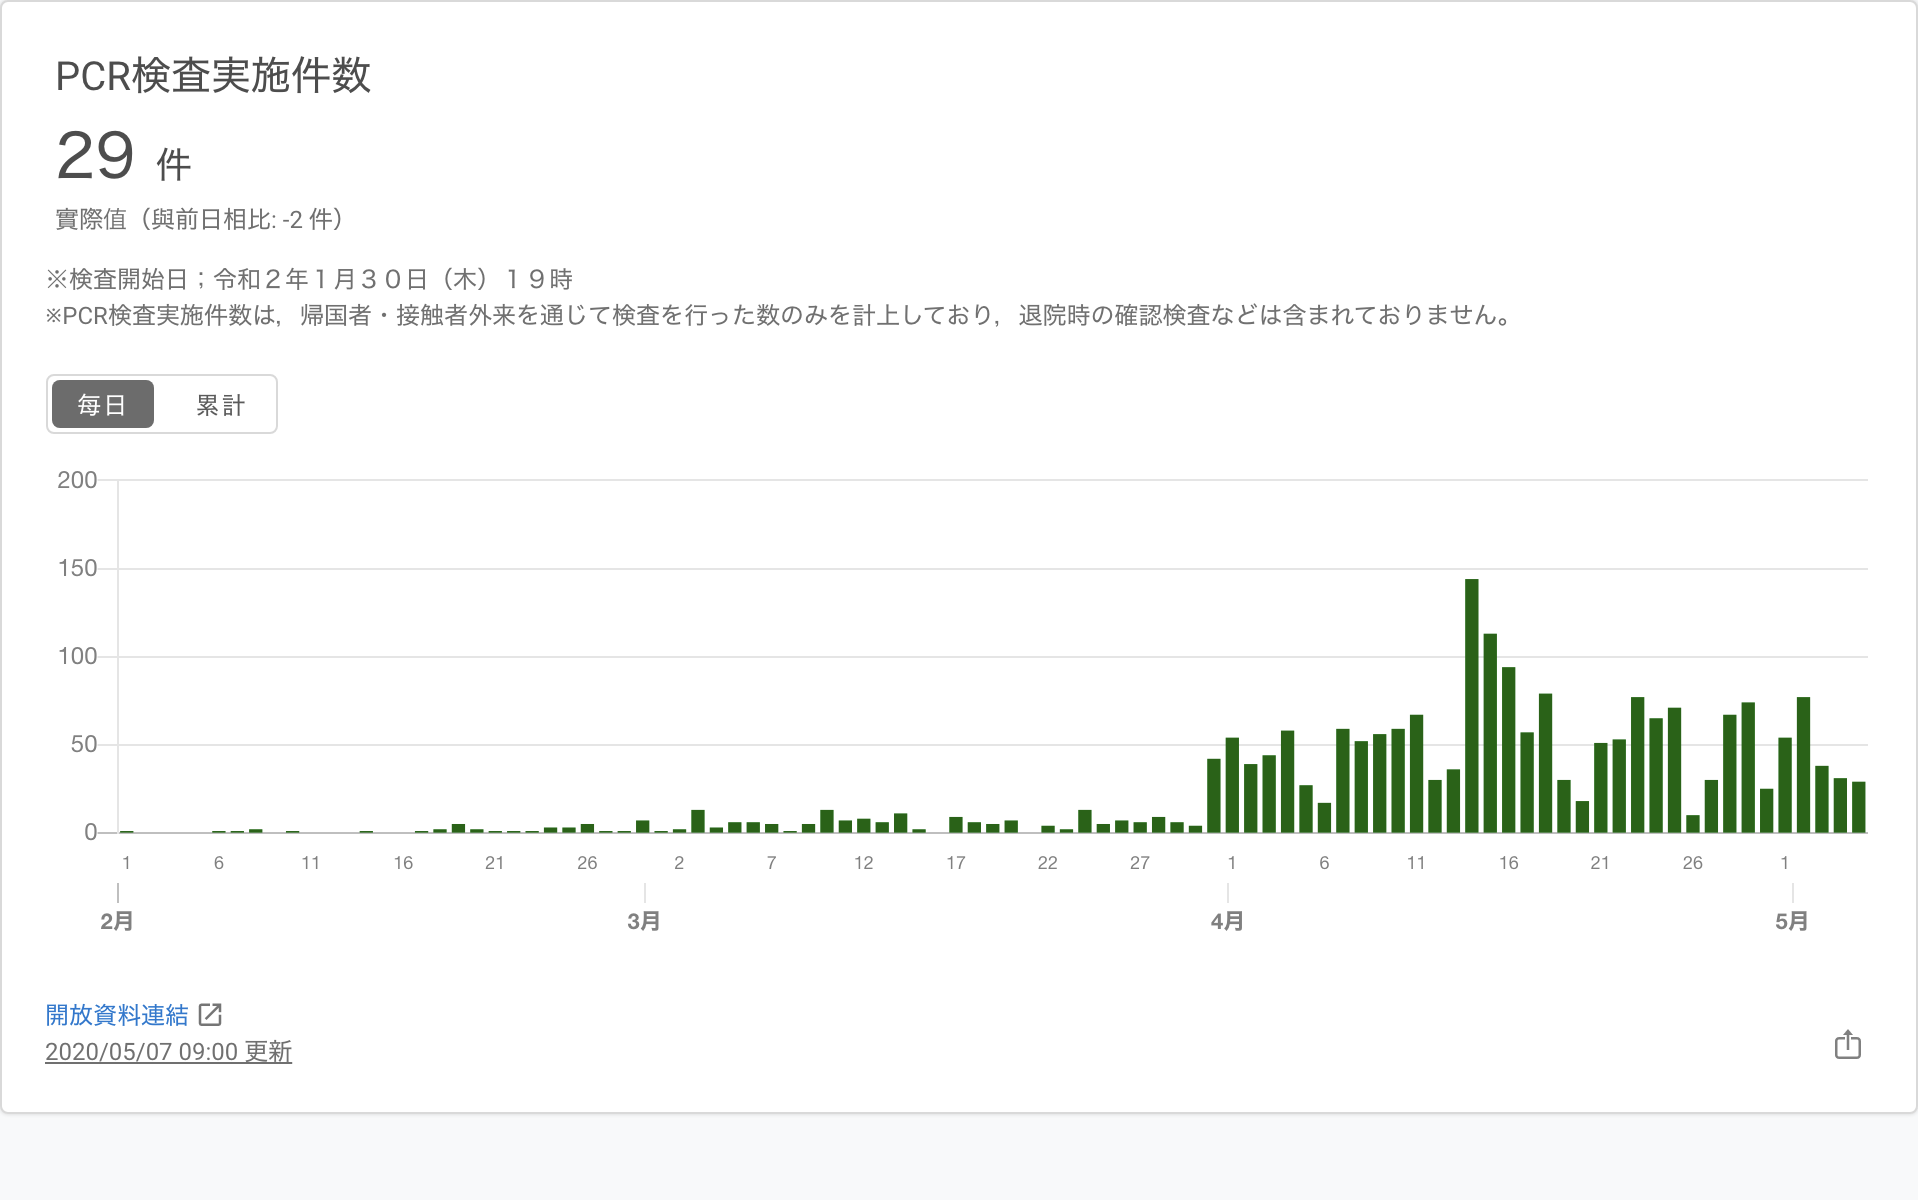 PCR検査実施件数
29 件
實際值（與前日相比: -2 件）
※検査開始日；令和２年１月３０日（木）１９時
※PCR検査実施件数は，帰国者・接触者外来を通じて検査を行った数のみを計上しており，退院時の確認検査などは含まれておりません。
每日 累計
200
150
100
50
0
1 6 11 16 21 26 2 7 12 17 22 27 1 6 11 16 21 26 1
2月 3月 4月 5月
開放資料連結
2020/05/07 09:00 更新